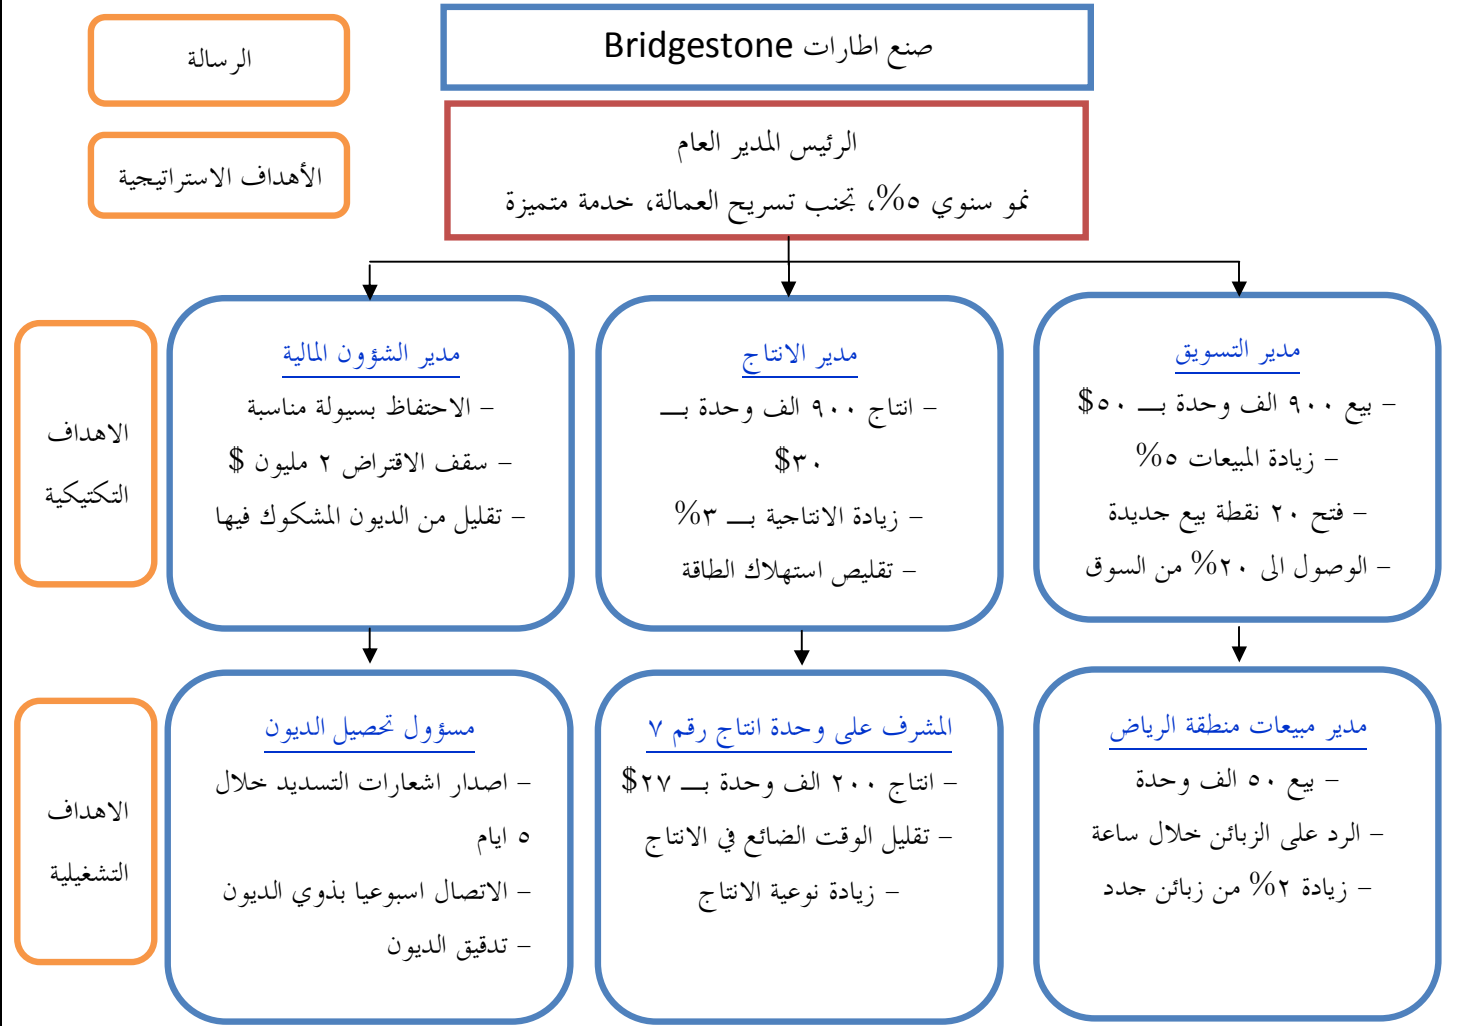 صنع اطارات Bridgestone
الرسالة
الرئيس المدير العام
نمو سنوي ٥%، تجنب تسريح العمالة، خدمة متميزة
الأهداف الاستراتيجية
مدير التسويق
– بيع ٩٠٠ الف وحدة بـــ ٥٠$
– زيادة المبيعات ٥%
– فتح ٢٠ نقطة بيع جديدة
– الوصول الى ٢٠% من السوق
مدير الانتاج
– انتاج ٩٠٠ الف وحدة بـــ
٣٠$
– زيادة الانتاجية بـــ ٣%
– تقليص استهلاك الطاقة
مدير الشؤون المالية
– الاحتفاظ بسيولة مناسبة
– سقف الاقتراض ٢ مليون $
– تقليل من الديون المشكوك فيها
الاهداف
التكتيكية
مدير مبيعات منطقة الرياض
– بيع ٥٠ الف وحدة
– الرد على الزبائن خلال ساعة
– زيادة ٢% من زبائن جدد
المشرف على وحدة انتاج رقم ٧
– انتاج ٢٠٠ الف وحدة بـــ ٢٧$
– تقليل الوقت الضائع في الانتاج
– زيادة نوعية الانتاج
مسؤول تحصيل الديون
– اصدار اشعارات التسديد خلال
٥ ايام
– الاتصال اسبوعيا بذوي الديون
– تدقيق الديون
الاهداف
التشغيلية